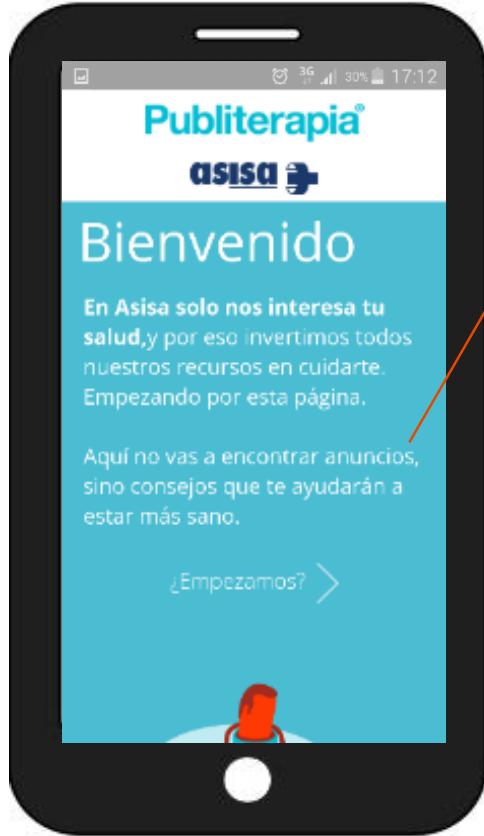 3G 30% 17:12
Publiterapia®
asisa
Bienvenido
En Asisa solo nos interesa tu
salud,y por eso invertimos todos
nuestros recursos en cuidarte.
Empezando por esta página.
Aquí no vas a encontrar anuncios,
sino consejos que te ayudarán a
estar más sano.
¿Empezamos?